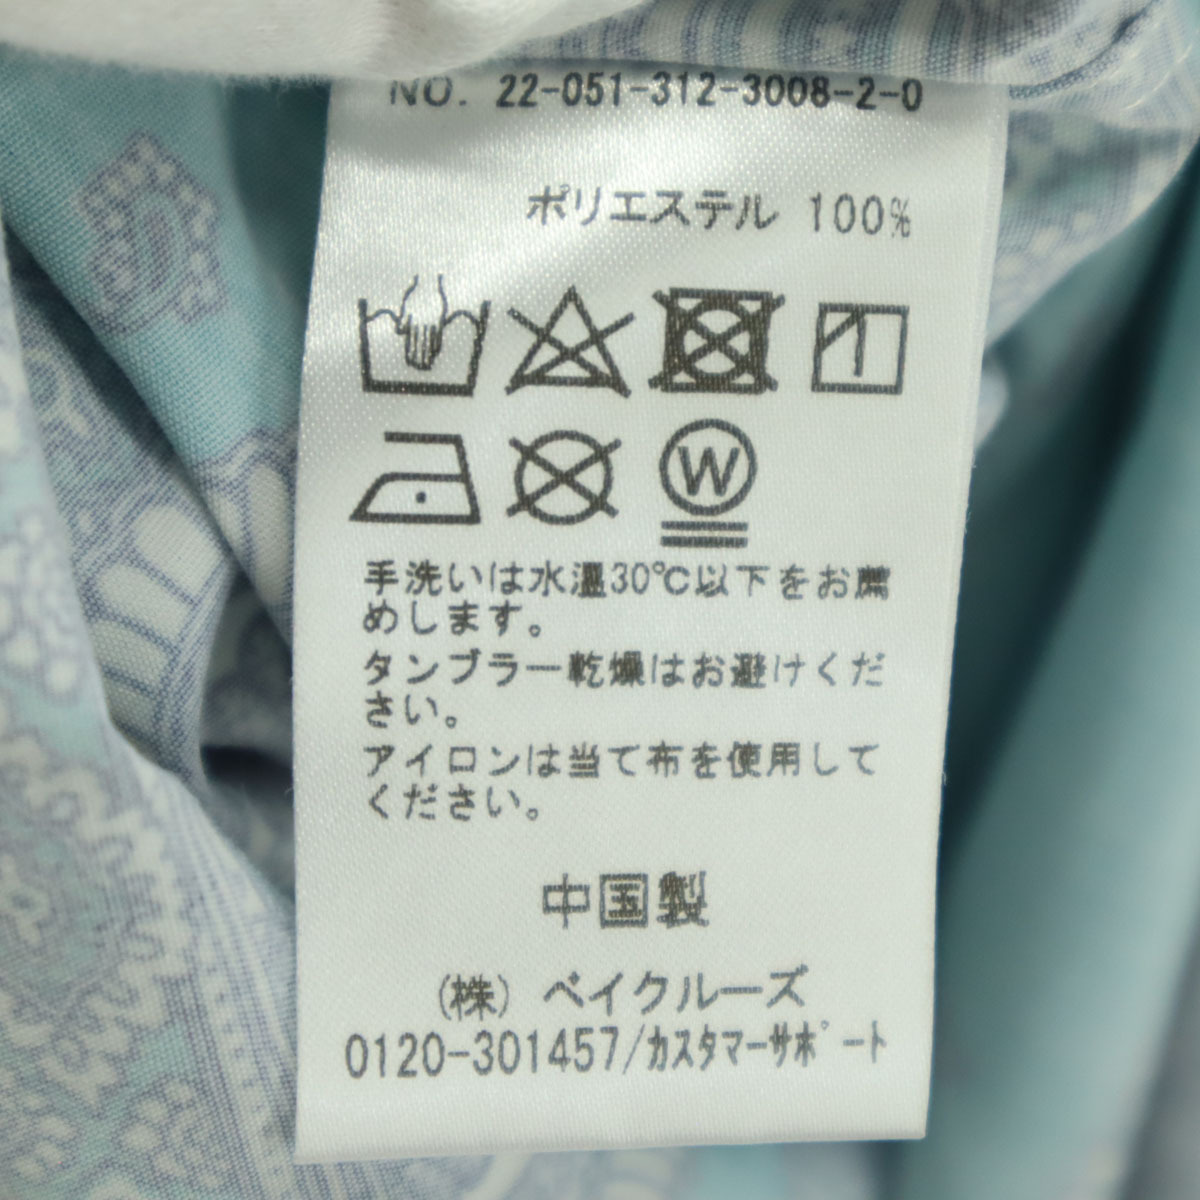 NO. 22-051-312-3008-2-0
ポリエステル 100%
W
手洗いは水温30℃以下をお薦
めします。
タンブラー乾燥はお避けくだ
さい。
アイロンは当て布を使用して
ください。
中国製
(株) ベイクルーズ
0120-301457/カスタマーサポート